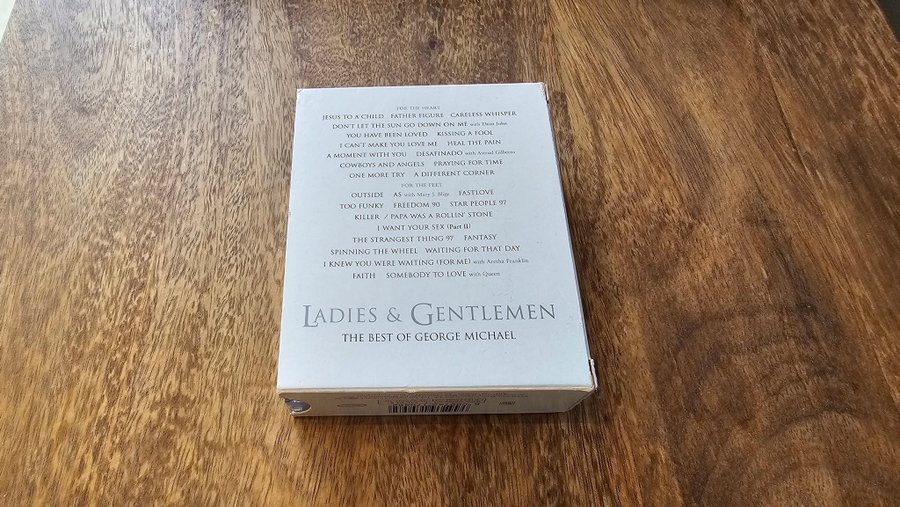 FOR THE HEART
JESUS TO A CHILD FATHER FIGURE CARELESS WHISPER
DON'T LET THE SUN GO DOWN ON ME with Elton John
YOU HAVE BEEN LOVED KISSING A FOOL
I CAN'T MAKE YOU LOVE ME HEAL THE PAIN
A MOMENT WITH YOU DESAFINADO with Astrud Gilberto
COWBOYS AND ANGELS PRAYING FOR TIME
ONE MORE TRY A DIFFERENT CORNER
FOR THE FEET
OUTSIDE AS with Mary J. Blige FASTLOVE
TOO FUNKY FREEDOM 90 STAR PEOPLE 97
KILLER / PAPA WAS A ROLLIN' STONE
I WANT YOUR SEX (Part II)
THE STRANGEST THING 97 FANTASY
SPINNING THE WHEEL WAITING FOR THAT DAY
I KNEW YOU WERE WAITING (FOR ME) with Aretha Franklin
FAITH SOMEBODY TO LOVE with Queen
LADIES & GENTLEMEN
THE BEST OF GEORGE MICHAEL